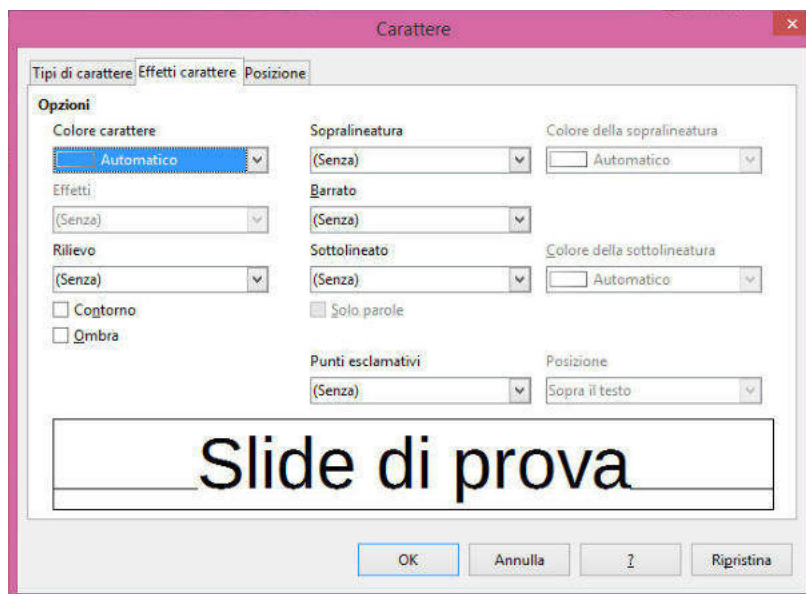 Carattere
Tipi di carattere Effetti carattere Posizione
Opzioni
Colore carattere Sopralineatura Colore della sopralineatura
Automatico (Senza) Automatico
Effetti Barrato
(Senza) (Senza)
Rilievo Sottolineato Colore della sottolineatura
(Senza) (Senza) Automatico
Contorno Solo parole
Ombra
Punti esclamativi Posizione
(Senza) Sopra il testo
Slide di prova
OK Annulla ? Ripristina